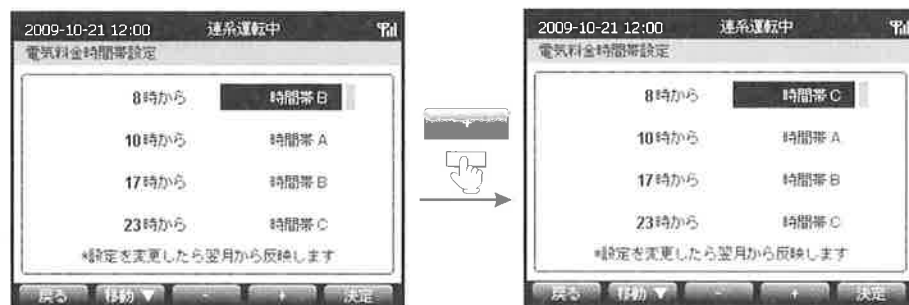 2009-10-21 12:00 連系運転中
電気料金時間帯設定
8時から 時間帯 B
10時から 時間帯 A
17時から 時間帯 B
23時から 時間帯 C
*設定を変更したら翌月から反映します
戻る 移動▼ - + 決定
+
2009-10-21 12:00 連系運転中
電気料金時間帯設定
8時から 時間帯 C
10時から 時間帯 A
17時から 時間帯 B
23時から 時間帯 C
*設定を変更したら翌月から反映します
戻る 移動▼ - + 決定